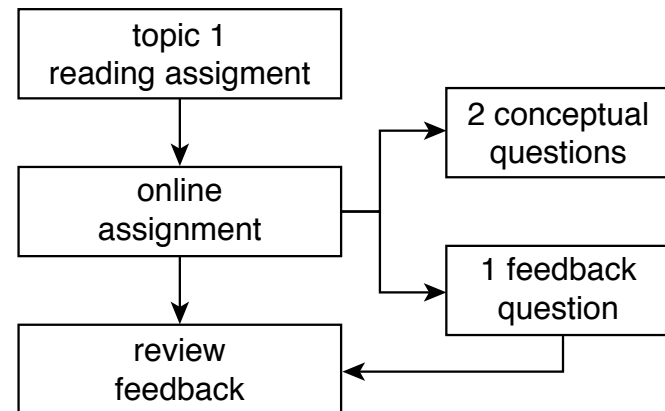 topic 1
reading assigment
2 conceptual
questions
online
assignment
1 feedback
question
review
feedback